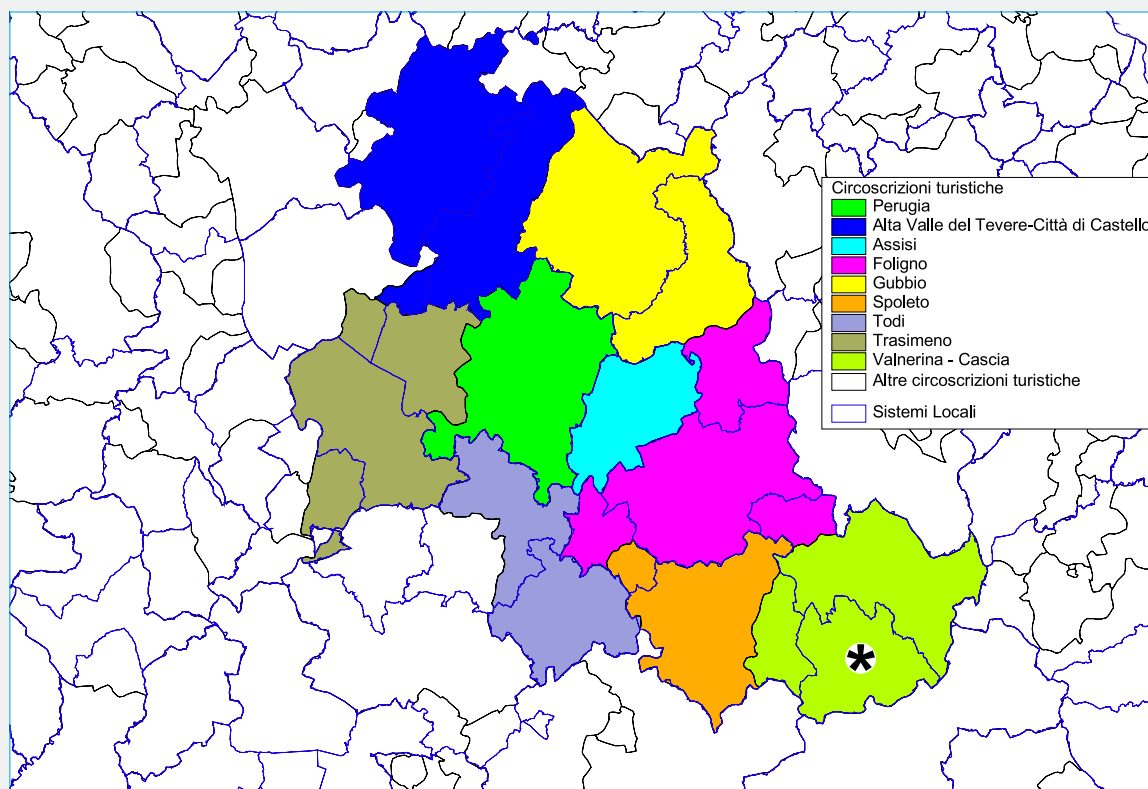 Circoscrizioni turistiche
Perugia
Alta Valle del Tevere-Città di Castello
Assisi
Foligno
Gubbio
Spoleto
Todi
Trasimeno
Valnerina - Cascia
Altre circoscrizioni turistiche
Sistemi Locali
*